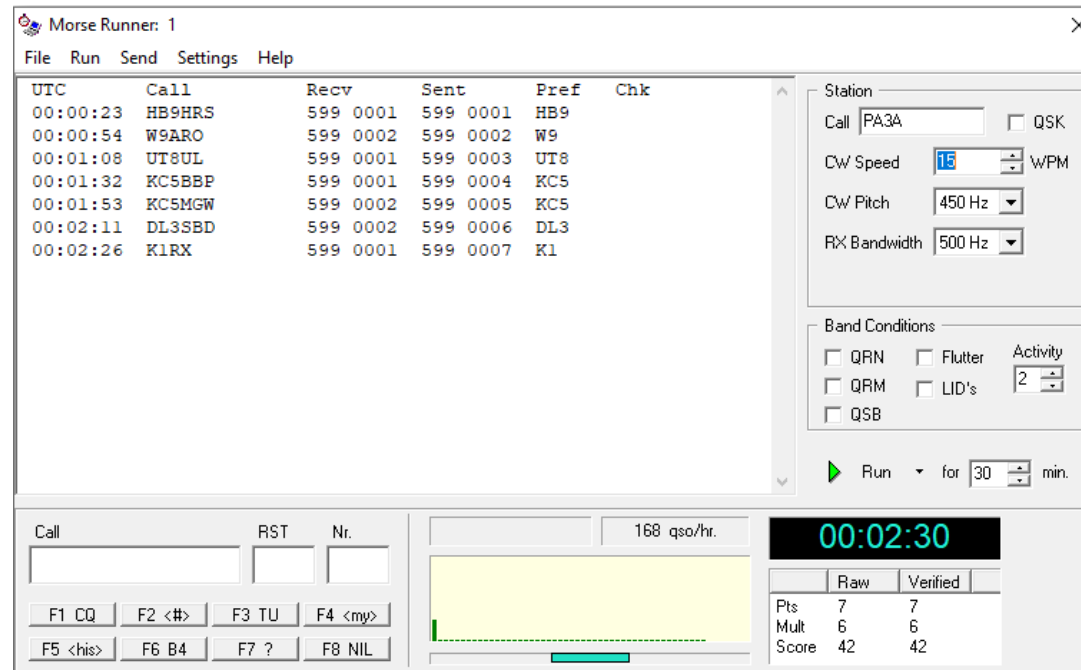 Morse Runner: 1
File Run Send Settings Help
UTC Call Recv Sent Pref Chk
00:00:23 HB9HRS 599 0001 599 0001 HB9
00:00:54 W9ARO 599 0002 599 0002 W9
00:01:08 UT8UL 599 0001 599 0003 UT8
00:01:32 KC5BBP 599 0001 599 0004 KC5
00:01:53 KC5MGW 599 0002 599 0005 KC5
00:02:11 DL3SBD 599 0002 599 0006 DL3
00:02:26 K1RX 599 0001 599 0007 K1
Station
Call PA3A QSK
CW Speed 15 WPM
CW Pitch 450 Hz
RX Bandwidth 500 Hz
Band Conditions
QRN Flutter Activity
QRM LID's 2
QSB
Run for 30 min.
Call RST Nr.
F1 CQ F2 <#> F3 TU F4 <my>
F5 <his> F6 B4 F7 ? F8 NIL
168 qso/hr.
00:02:30
Raw Verified
Pts 7 7
Mult 6 6
Score 42 42